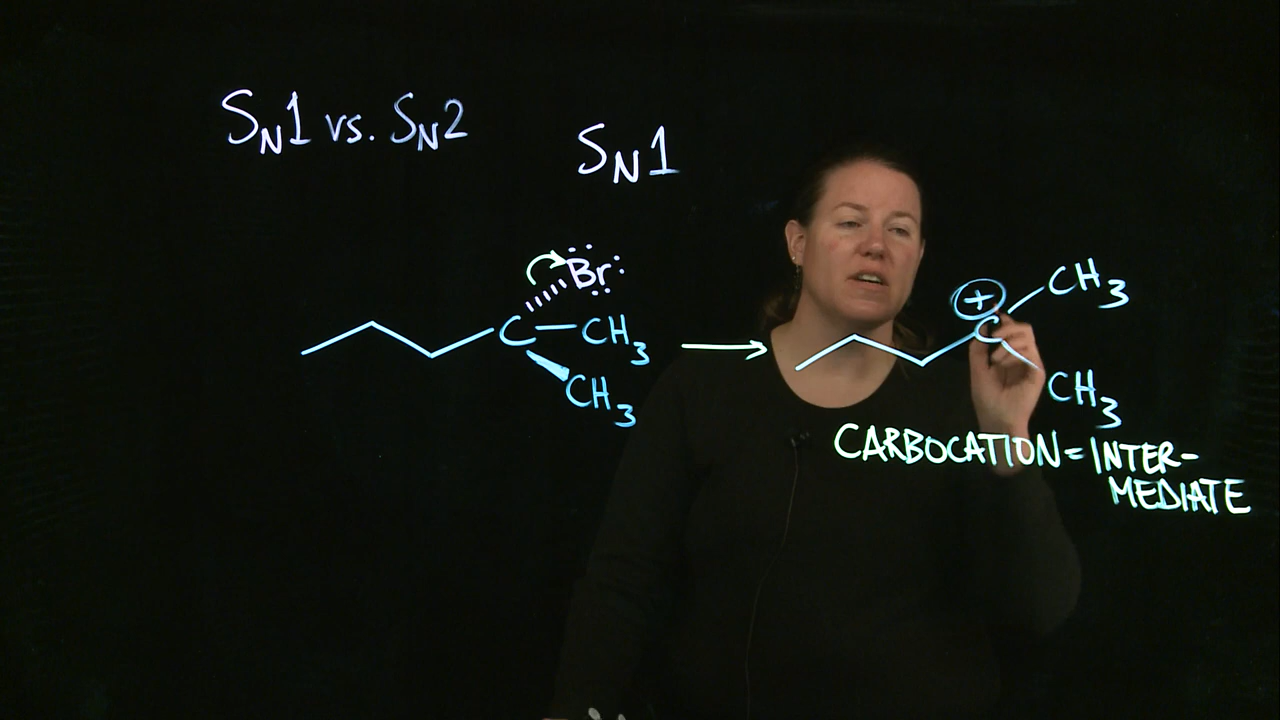 SN1 vs. SN2
SN1
Br
C—CH3
CH3
+
C
CH3
CH3
CARBOCATION = INTER-
MEDIATE